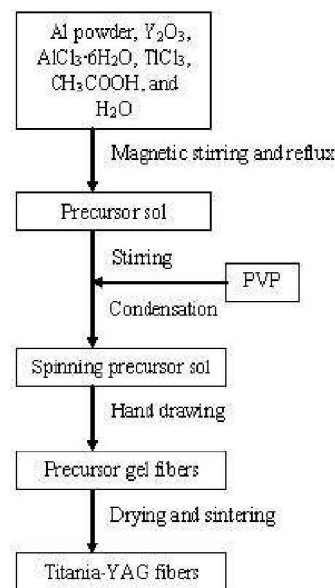 Al powder, Y₂O₃,
AlCl₃·6H₂O, TlCl₃,
CH₃COOH, and
H₂O
Magnetic stirring and reflux
Precursor sol
Stirring
PVP
Condensation
Spinning precursor sol
Hand drawing
Precursor gel fibers
Drying and sintering
Titania-YAG fibers